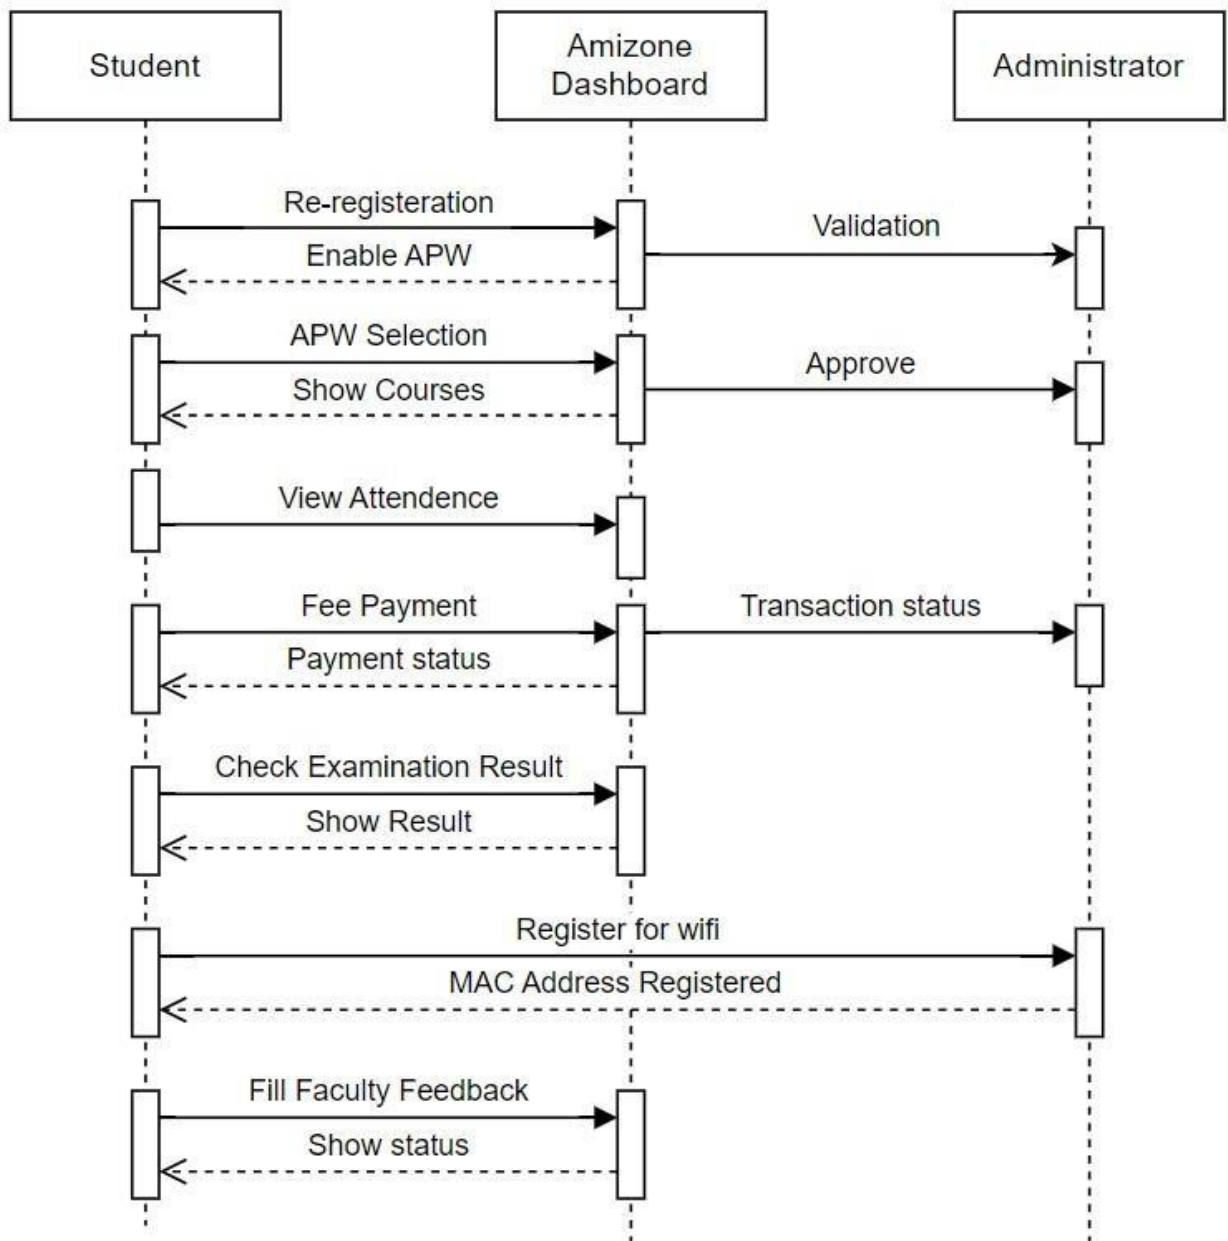 Student
Amizone
Dashboard
Administrator
Re-registeration
Validation
Enable APW
APW Selection
Approve
Show Courses
View Attendence
Fee Payment
Transaction status
Payment status
Check Examination Result
Show Result
Register for wifi
MAC Address Registered
Fill Faculty Feedback
Show status